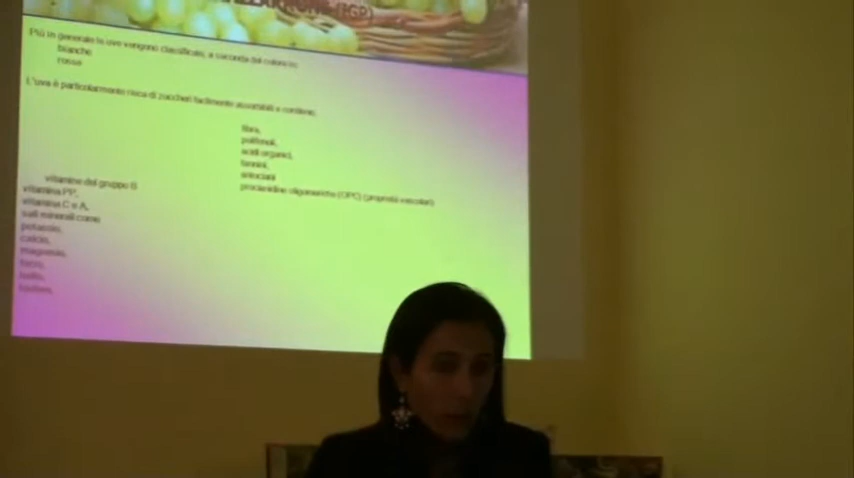 (IGP)
Più in generale le uve vengono classificate, a seconda del colore in:
bianche
rosse
L'uva è particolarmente ricca di zuccheri facilmente assorbibili e contiene:
fibra,
polifenoli,
acidi organici,
tannini,
antociani
procianidine oligomeriche (OPC) (proprietà vascolari)
vitamine del gruppo B
vitamina PP,
vitamina C e A,
sali minerali come
potassio,
calcio,
magnesio,
ferro,